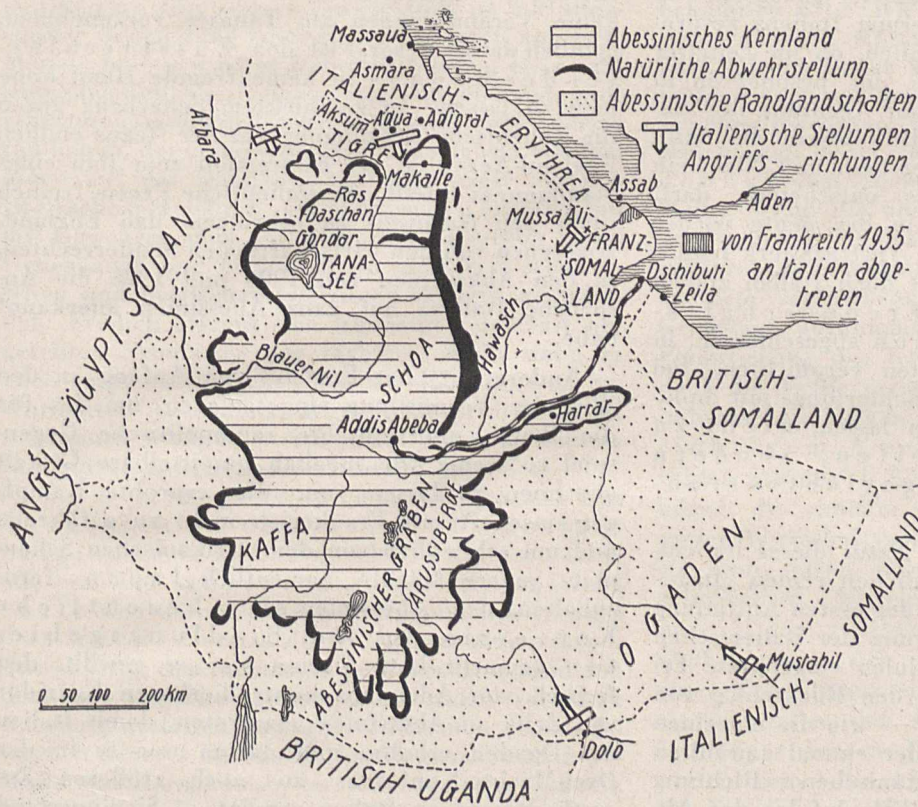 Abessinisches Kernland
Natürliche Abwehrstellung
Abessinische Randlandschaften
Italienische Stellungen
Angriffs- richtungen
von Frankreich 1935
an Italien abge-
treten
Massaua
Asmara
ITALIENISCH-
ERYTHREA
Aksum
Adua
Adigrat
TIGRE
Makalle
Atbara
Ras
Daschan
Gondar
TANA-
SEE
Assab
Aden
Mussa Ali
FRANZ-
SOMAL
LAND
Dschibuti
Zeila
ANGLO-ÄGYPT SUDAN
Blauer Nil
SCHOA
Hawasch
BRITISCH-
SOMALLAND
Addis Abeba
Harrar
KAFFA
ABESSINISCHER GRABEN
ARUSSIBERGE
OGADEN
Mustahil
ITALIENISCH-
SOMALLAND
Dolo
50 100 200 Km
BRITISCH-UGANDA